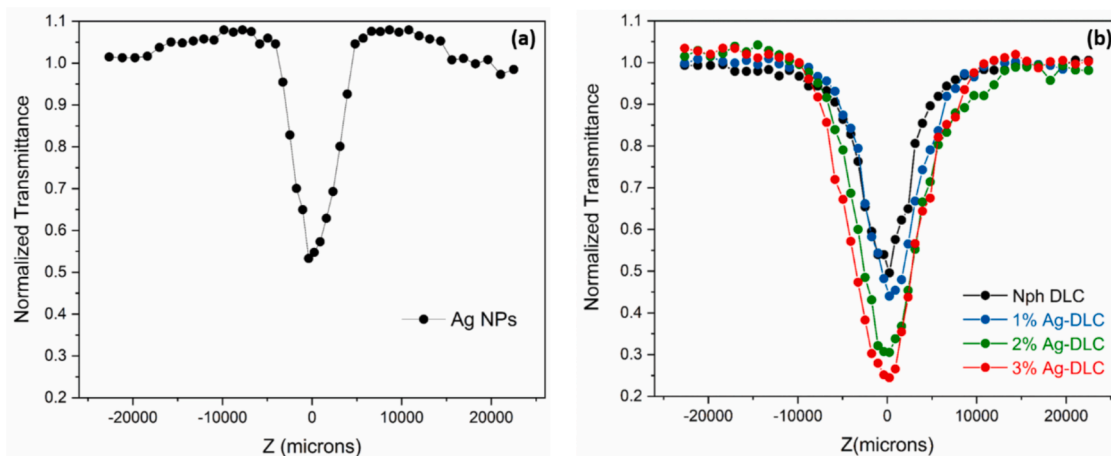 (a)
Normalized Transmittance
1.1
1.0
0.9
0.8
0.7
0.6
0.5
0.4
0.3
0.2
Ag NPs
-20000 -10000 0 10000 20000
Z (microns)
(b)
Normalized Transmittance
1.1
1.0
0.9
0.8
0.7
0.6
0.5
0.4
0.3
0.2
Nph DLC
1% Ag-DLC
2% Ag-DLC
3% Ag-DLC
-20000 -10000 0 10000 20000
Z(microns)